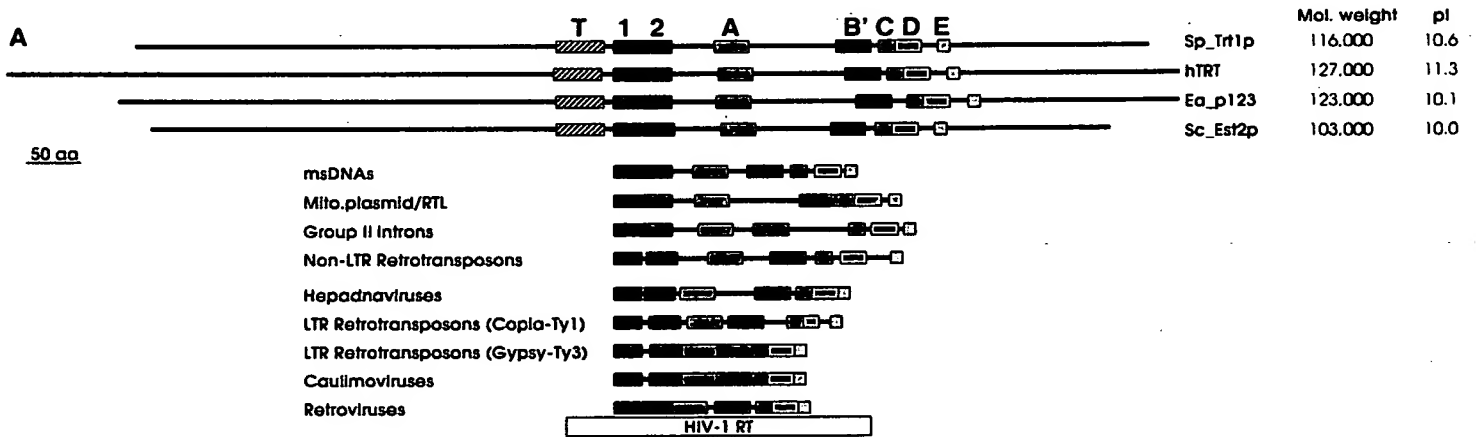 Mol. weight pI
A T 1 2 A B' C D E
Sp_Trt1p 116.000 10.6
hTRT 127.000 11.3
Ea_p123 123.000 10.1
Sc_Est2p 103.000 10.0
50 aa
msDNAs
Mito.plasmid/RTL
Group II Introns
Non-LTR Retrotransposons
Hepadnaviruses
LTR Retrotransposons (Copia-Ty1)
LTR Retrotransposons (Gypsy-Ty3)
Caulimoviruses
Retroviruses
HIV-1 RT